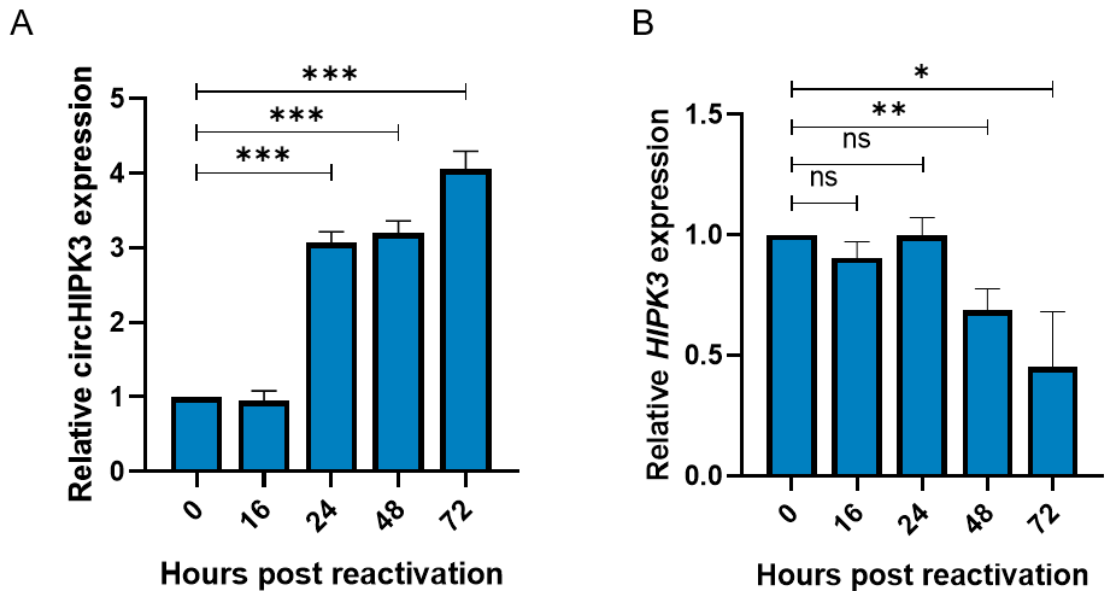 A
Relative circHIPK3 expression
5
4
3
2
1
0
***
***
***
0 16 24 48 72
Hours post reactivation
B
Relative HIPK3 expression
1.5
1.0
0.5
0.0
*
**
ns
ns
0 16 24 48 72
Hours post reactivation